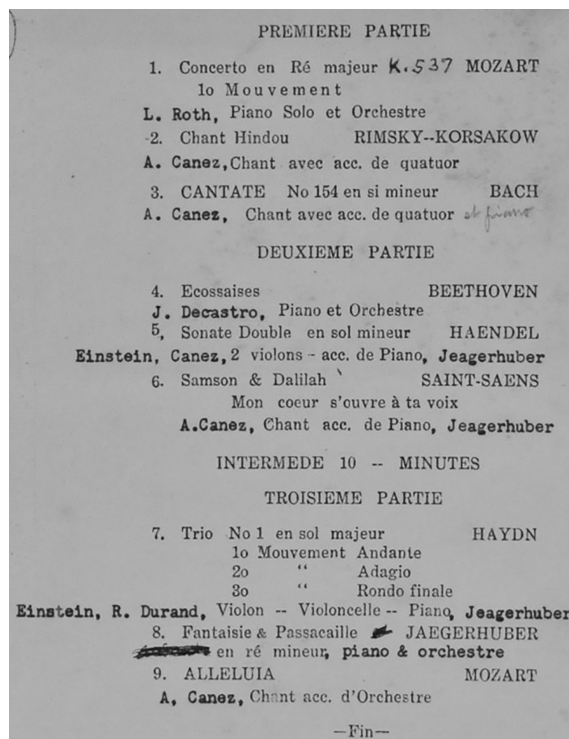 PREMIERE PARTIE
1. Concerto en Ré majeur K.537 MOZART
1o Mouvement
L. Roth, Piano Solo et Orchestre
-2. Chant Hindou RIMSKY--KORSAKOW
A. Canez, Chant avec acc. de quatuor
3. CANTATE No 154 en si mineur BACH
A. Canez, Chant avec acc. de quatuor et piano
DEUXIEME PARTIE
4. Ecossaises BEETHOVEN
J. Decastro, Piano et Orchestre
5, Sonate Double en sol mineur HAENDEL
Einstein, Canez, 2 violons - acc. de Piano, Jeagerhuber
6. Samson & Dalilah SAINT-SAENS
Mon coeur s'ouvre à ta voix
A.Canez, Chant acc. de Piano, Jeagerhuber
INTERMEDE 10 -- MINUTES
TROISIEME PARTIE
7. Trio No 1 en sol majeur HAYDN
1o Mouvement Andante
2o “ Adagio
3o “ Rondo finale
Einstein, R. Durand, Violon -- Violoncelle -- Piano, Jeagerhuber
8. Fantaisie & Passacaille JAEGERHUBER
en ré mineur, piano & orchestre
9. ALLELUIA MOZART
A, Canez, Chant acc. d'Orchestre
—Fin—